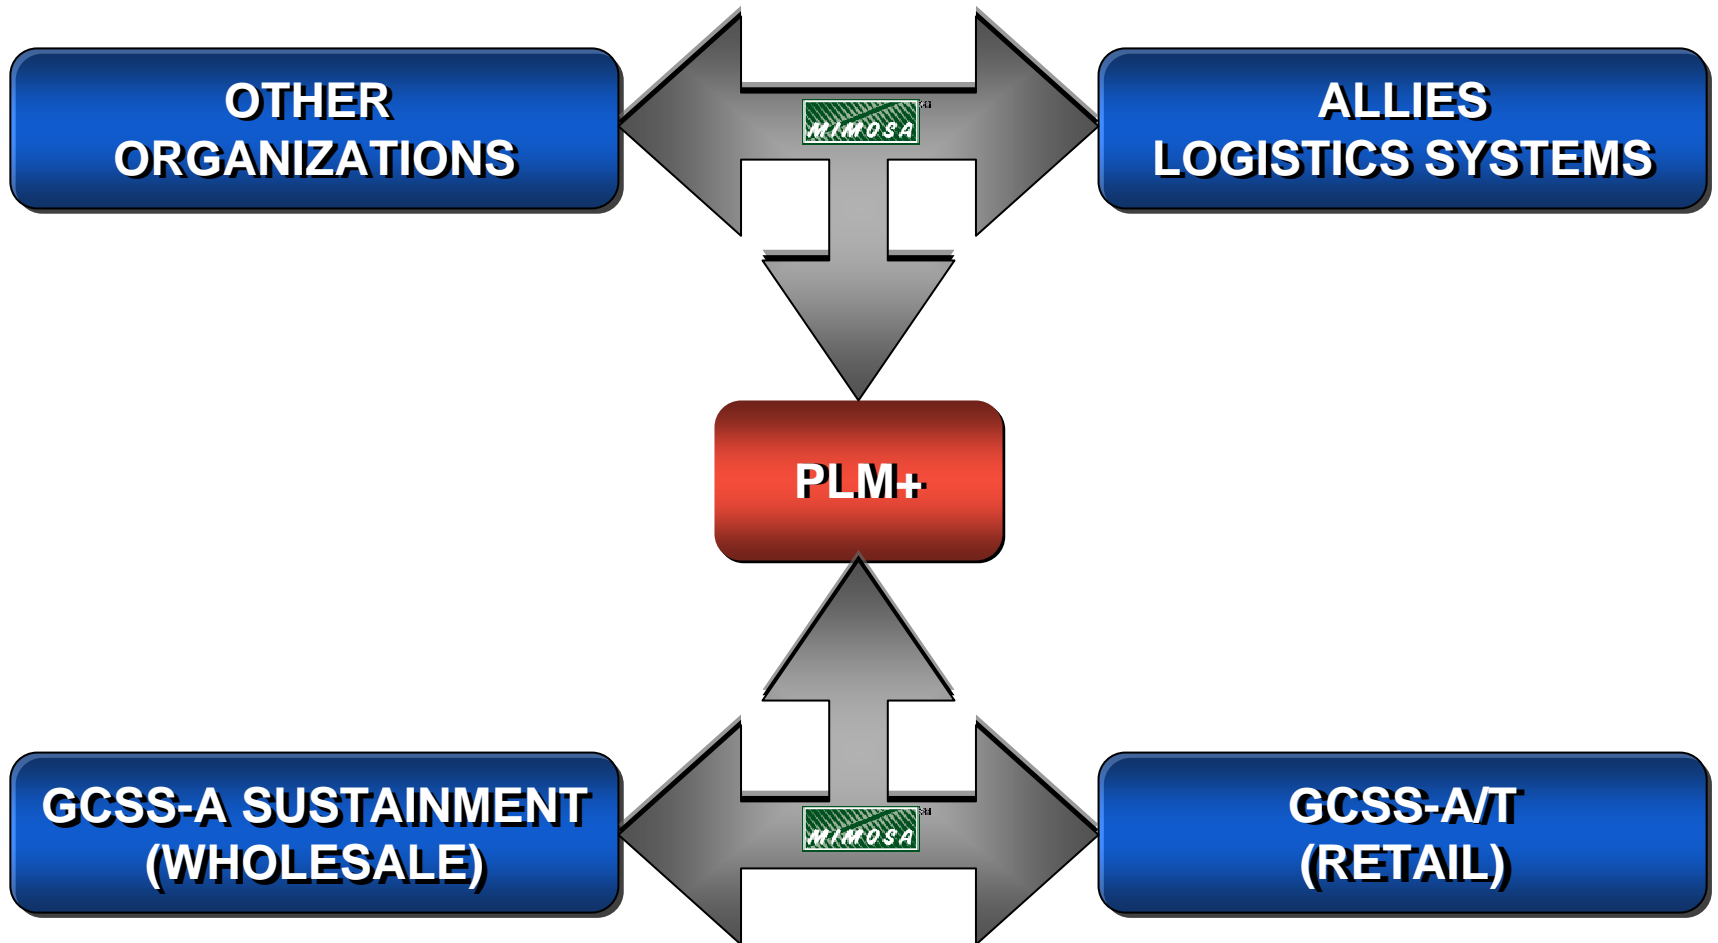 OTHER
ORGANIZATIONS
MIMOSA
ALLIES
LOGISTICS SYSTEMS
PLM+
GCSS-A SUSTAINMENT
(WHOLESALE)
MIMOSA
GCSS-A/T
(RETAIL)